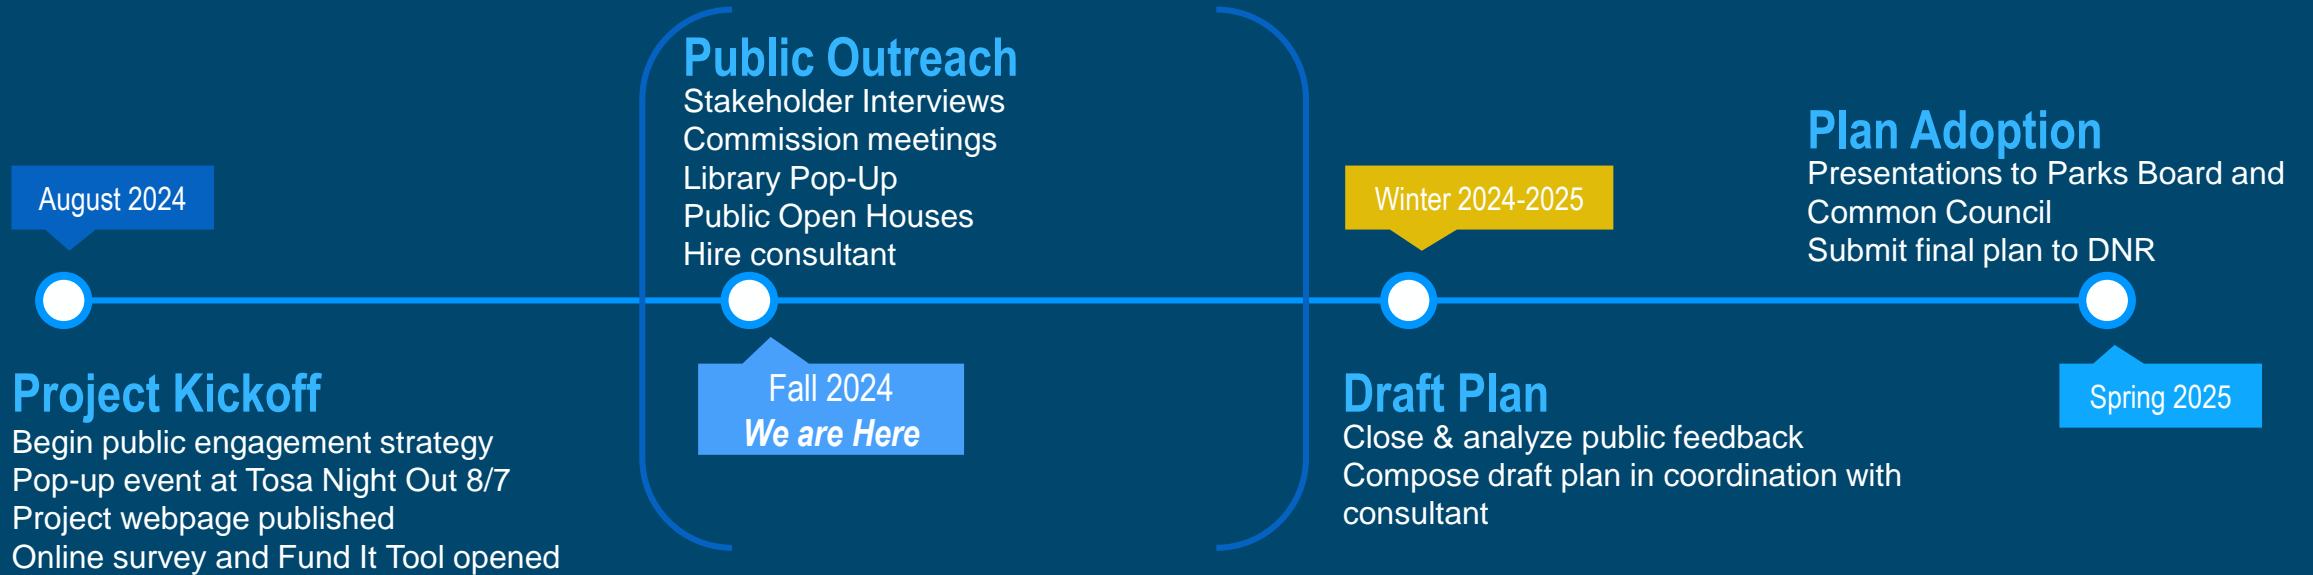 August 2024
Project Kickoff
Begin public engagement strategy
Pop-up event at Tosa Night Out 8/7
Project webpage published
Online survey and Fund It Tool opened
Public Outreach
Stakeholder Interviews
Commission meetings
Library Pop-Up
Public Open Houses
Hire consultant
Fall 2024
We are Here
Winter 2024-2025
Draft Plan
Close & analyze public feedback
Compose draft plan in coordination with
consultant
Plan Adoption
Presentations to Parks Board and
Common Council
Submit final plan to DNR
Spring 2025